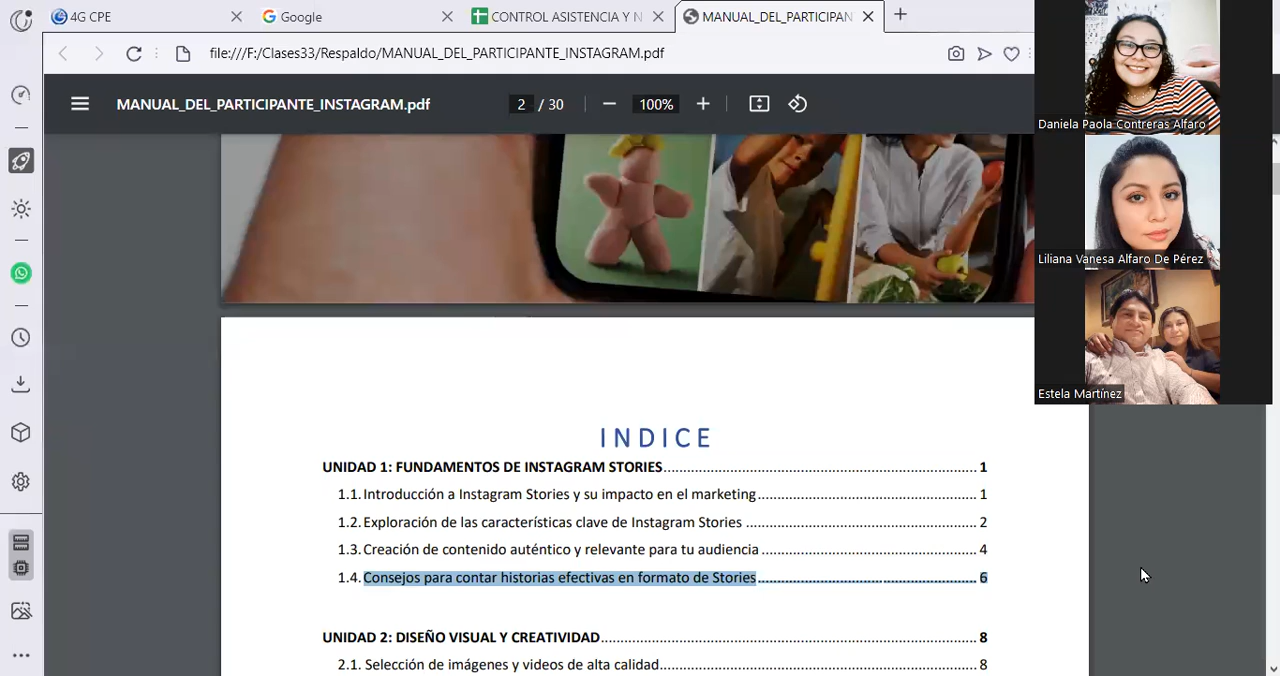 4G CPE
Google
CONTROL ASISTENCIA Y N
MANUAL_DEL_PARTICIPAN
file:///F:/Clases33/Respaldo/MANUAL_DEL_PARTICIPANTE_INSTAGRAM.pdf
MANUAL_DEL_PARTICIPANTE_INSTAGRAM.pdf
2 / 30
100%
Daniela Paola Contreras Alfaro
Liliana Vanesa Alfaro De Pérez
Estela Martínez
INDICE
UNIDAD 1: FUNDAMENTOS DE INSTAGRAM STORIES.......... 1
1.1. Introducción a Instagram Stories y su impacto en el marketing.......... 1
1.2. Exploración de las características clave de Instagram Stories .......... 2
1.3. Creación de contenido auténtico y relevante para tu audiencia .......... 4
1.4. Consejos para contar historias efectivas en formato de Stories .......... 6
UNIDAD 2: DISEÑO VISUAL Y CREATIVIDAD.......... 8
2.1. Selección de imágenes y videos de alta calidad.......... 8